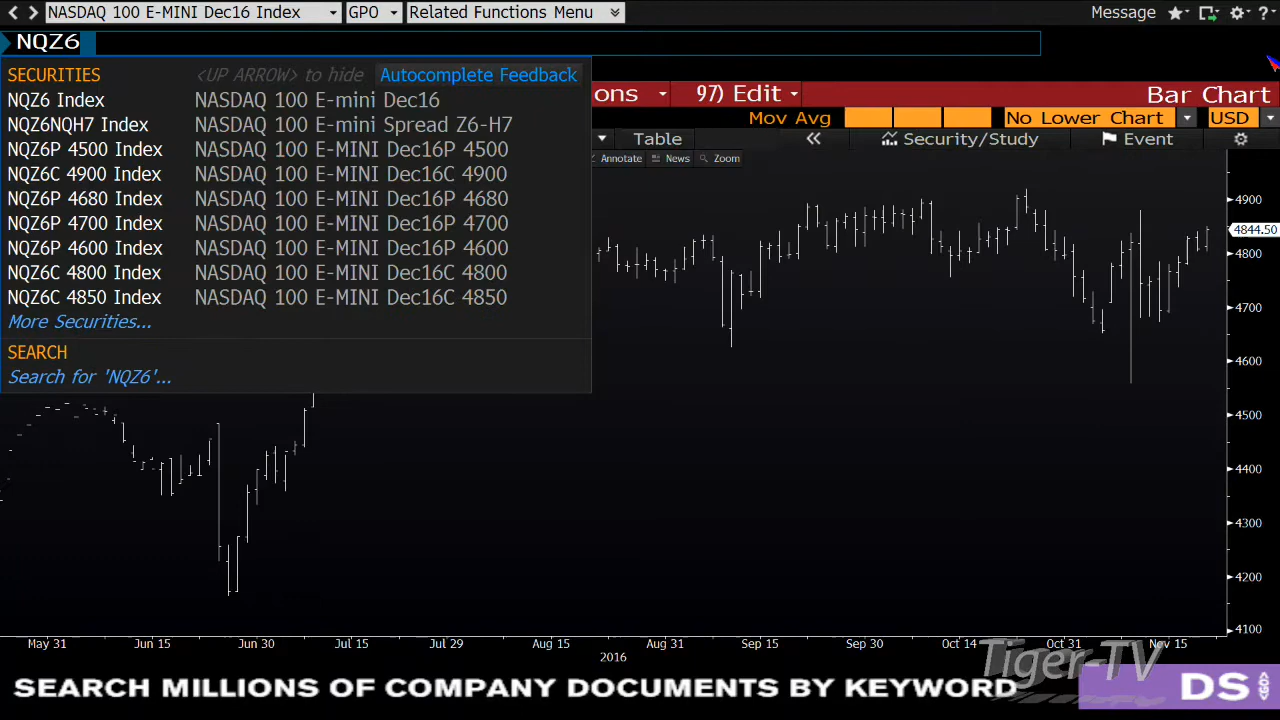 NASDAQ 100 E-MINI Dec16 Index GPO Related Functions Menu Message ?
NQZ6
SECURITIES <UP ARROW> to hide Autocomplete Feedback
NQZ6 Index NASDAQ 100 E-mini Dec16
NQZ6NQH7 Index NASDAQ 100 E-mini Spread Z6-H7
NQZ6P 4500 Index NASDAQ 100 E-MINI Dec16P 4500
NQZ6C 4900 Index NASDAQ 100 E-MINI Dec16C 4900
NQZ6P 4680 Index NASDAQ 100 E-MINI Dec16P 4680
NQZ6P 4700 Index NASDAQ 100 E-MINI Dec16P 4700
NQZ6P 4600 Index NASDAQ 100 E-MINI Dec16P 4600
NQZ6C 4800 Index NASDAQ 100 E-MINI Dec16C 4800
NQZ6C 4850 Index NASDAQ 100 E-MINI Dec16C 4850
More Securities...
SEARCH
Search for 'NQZ6'...
ons 97) Edit Bar Chart
Mov Avg No Lower Chart USD
Table Security/Study Event
Annotate News Zoom
4900
4844.50
4800
4700
4600
4500
4400
4300
4200
4100
May 31 Jun 15 Jun 30 Jul 15 Jul 29 Aug 15 Aug 31 Sep 15 Sep 30 Oct 14 Oct 31 Nov 15
2016
Tiger-TV
SEARCH MILLIONS OF COMPANY DOCUMENTS BY KEYWORD DS